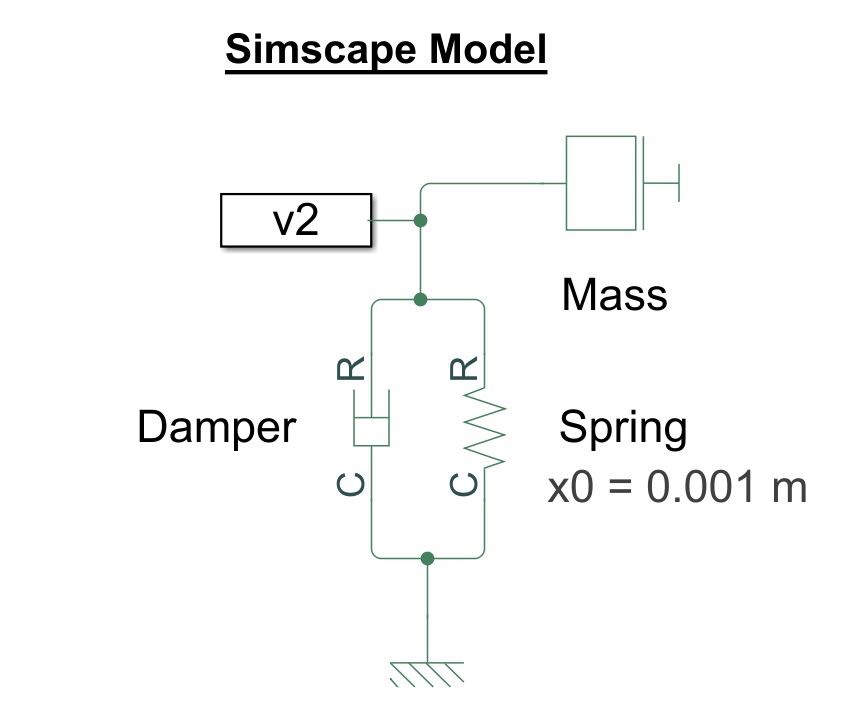 Simscape Model
v2
Mass
R
R
Damper
Spring
C
C
x0 = 0.001 m